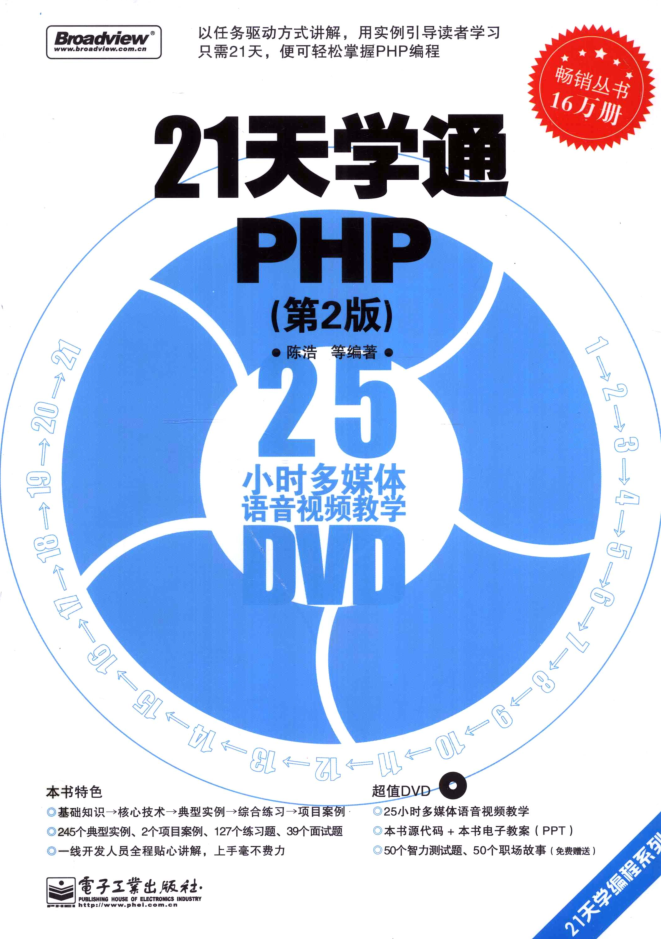 Broadview®
www.broadview.com.cn
以任务驱动方式讲解，用实例引导读者学习
只需21天，便可轻松掌握PHP编程
畅销丛书
16万册
21天学通
PHP
(第2版)
●陈浩 等编著●
25
小时多媒体
语音视频教学
DVD
1→2→3→4→5→6→7→8→9→10→11→12→13→14→15→16→17→18→19→20→21
本书特色
基础知识→核心技术→典型实例→综合练习→项目案例
245个典型实例、2个项目案例、127个练习题、39个面试题
一线开发人员全程贴心讲解，上手毫不费力
超值DVD
25小时多媒体语音视频教学
本书源代码 + 本书电子教案（PPT）
50个智力测试题、50个职场故事（免费赠送）
电子工业出版社.
PUBLISHING HOUSE OF ELECTRONICS INDUSTRY
http://www.phei.com.cn
PHEI
21天学编程系列